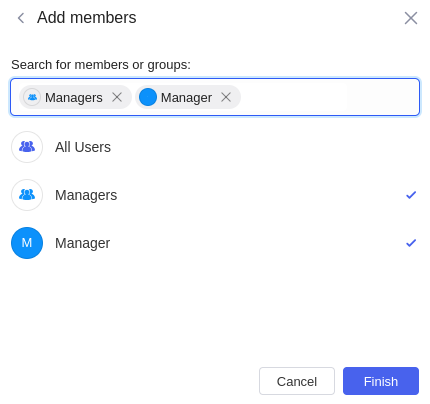 Add members
Search for members or groups:
Managers Manager
All Users
Managers
M Manager
Cancel Finish